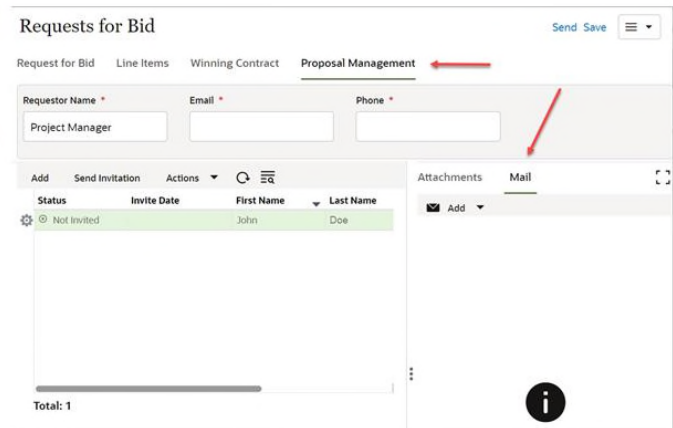 Requests for Bid
Send Save
Request for Bid Line Items Winning Contract Proposal Management
Requestor Name * Email * Phone *
Project Manager
Add Send Invitation Actions
Attachments Mail
Status Invite Date First Name Last Name
Add
Not Invited John Doe
Total: 1